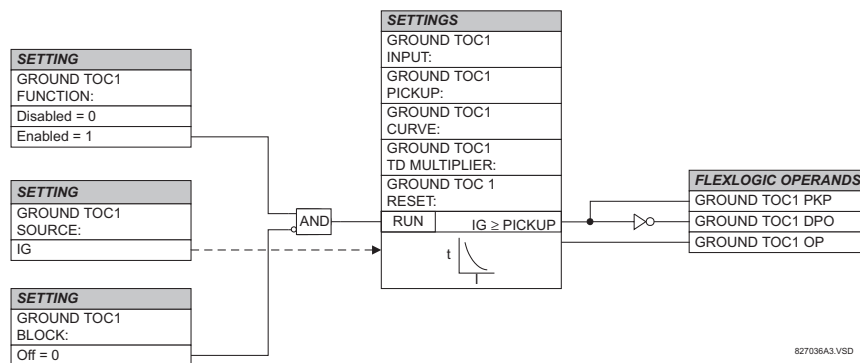 SETTING
GROUND TOC1
FUNCTION:
Disabled = 0
Enabled = 1
SETTING
GROUND TOC1
SOURCE:
IG
SETTING
GROUND TOC1
BLOCK:
Off = 0
AND
SETTINGS
GROUND TOC1
INPUT:
GROUND TOC1
PICKUP:
GROUND TOC1
CURVE:
GROUND TOC1
TD MULTIPLIER:
GROUND TOC 1
RESET:
RUN IG ≥ PICKUP
t
I
FLEXLOGIC OPERANDS
GROUND TOC1 PKP
GROUND TOC1 DPO
GROUND TOC1 OP
827036A3.VSD